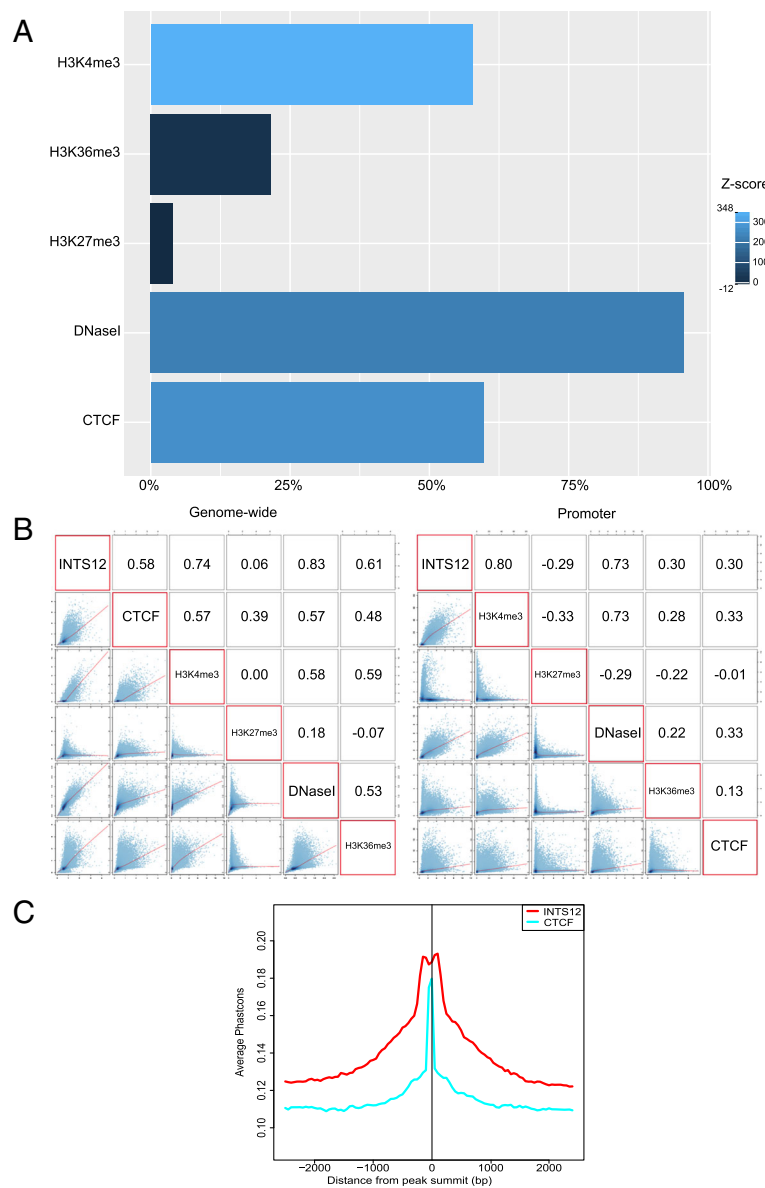 A
H3K4me3
H3K36me3
H3K27me3
DNaseI
CTCF
0% 25% 50% 75% 100%
Z-score
348
300
200
100
0
-12
B
Genome-wide
INTS12 0.58 0.74 0.06 0.83 0.61
CTCF 0.57 0.39 0.57 0.48
H3K4me3 0.00 0.58 0.59
H3K27me3 0.18 -0.07
DNaseI 0.53
H3K36me3
Promoter
INTS12 0.80 -0.29 0.73 0.30 0.30
H3K4me3 -0.33 0.73 0.28 0.33
H3K27me3 -0.29 -0.22 -0.01
DNaseI 0.22 0.33
H3K36me3 0.13
CTCF
C
INTS12
CTCF
Average Phastcons
0.20
0.18
0.16
0.14
0.12
0.10
−2000 −1000 0 1000 2000
Distance from peak summit (bp)